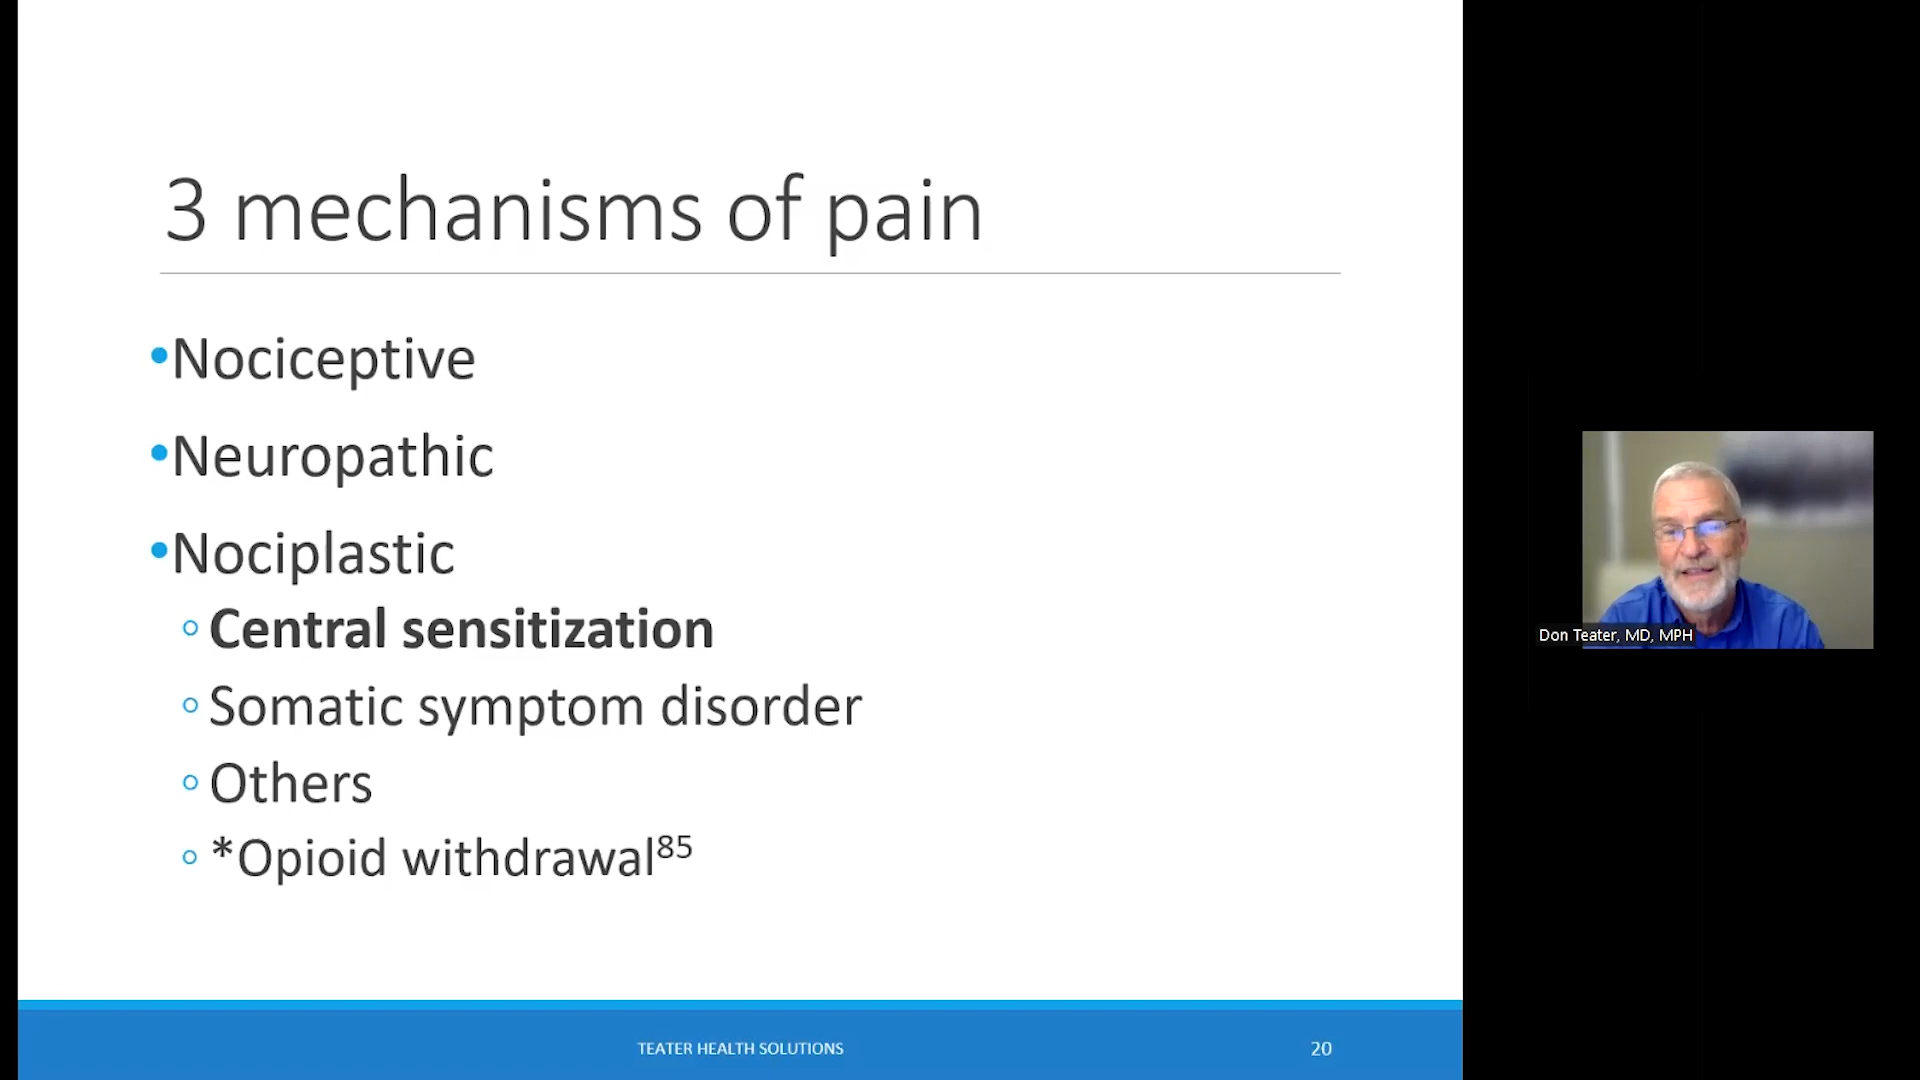 3 mechanisms of pain
•Nociceptive
•Neuropathic
•Nociplastic
◦Central sensitization
◦Somatic symptom disorder
◦Others
◦*Opioid withdrawal⁸⁵
Don Teater, MD, MPH
TEATER HEALTH SOLUTIONS
20